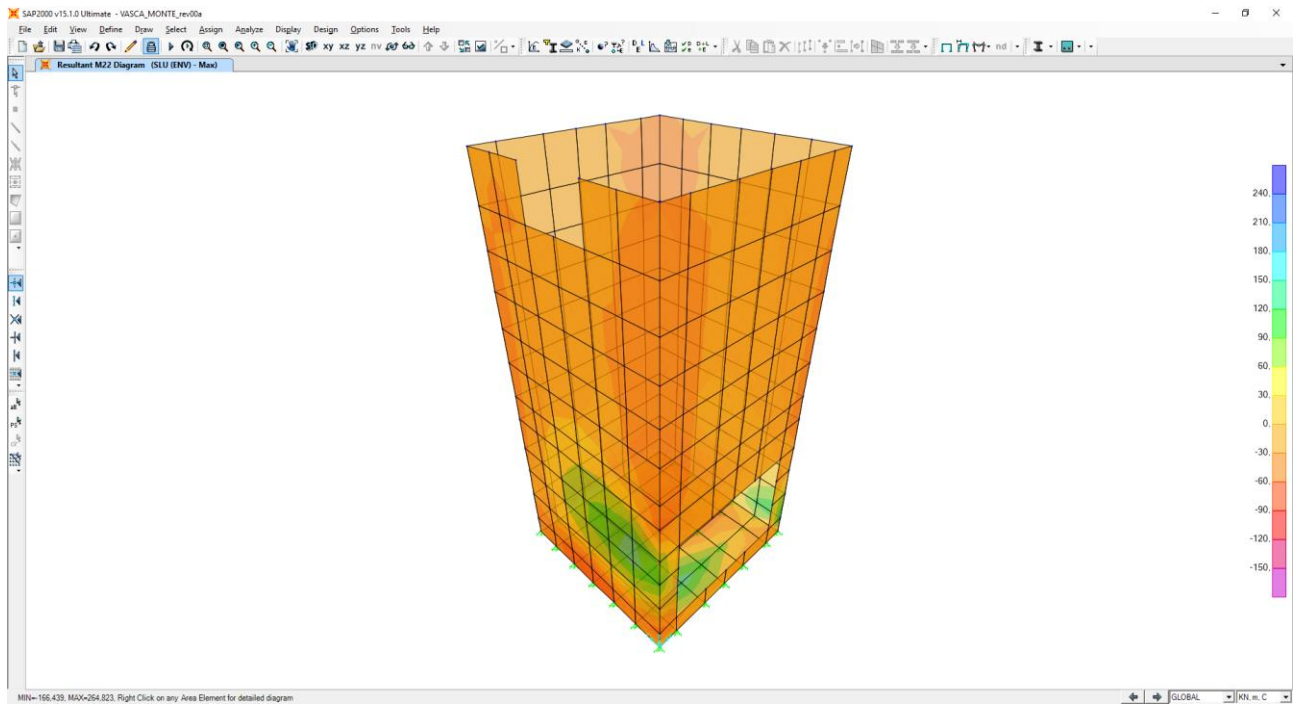 SAP2000 v15.1.0 Ultimate - VASCA_MONTE_rev00a
File Edit View Define Draw Select Assign Analyze Display Design Options Tools Help
xy xz yz nv nd
Resultant M22 Diagram (SLU (ENV) - Max)
240,
210,
180,
150,
120,
90,
60,
30,
0,
-30,
-60,
-90,
-120,
-150,
MIN=-166,439, MAX=264,823, Right Click on any Area Element for detailed diagram
GLOBAL KN, m, C